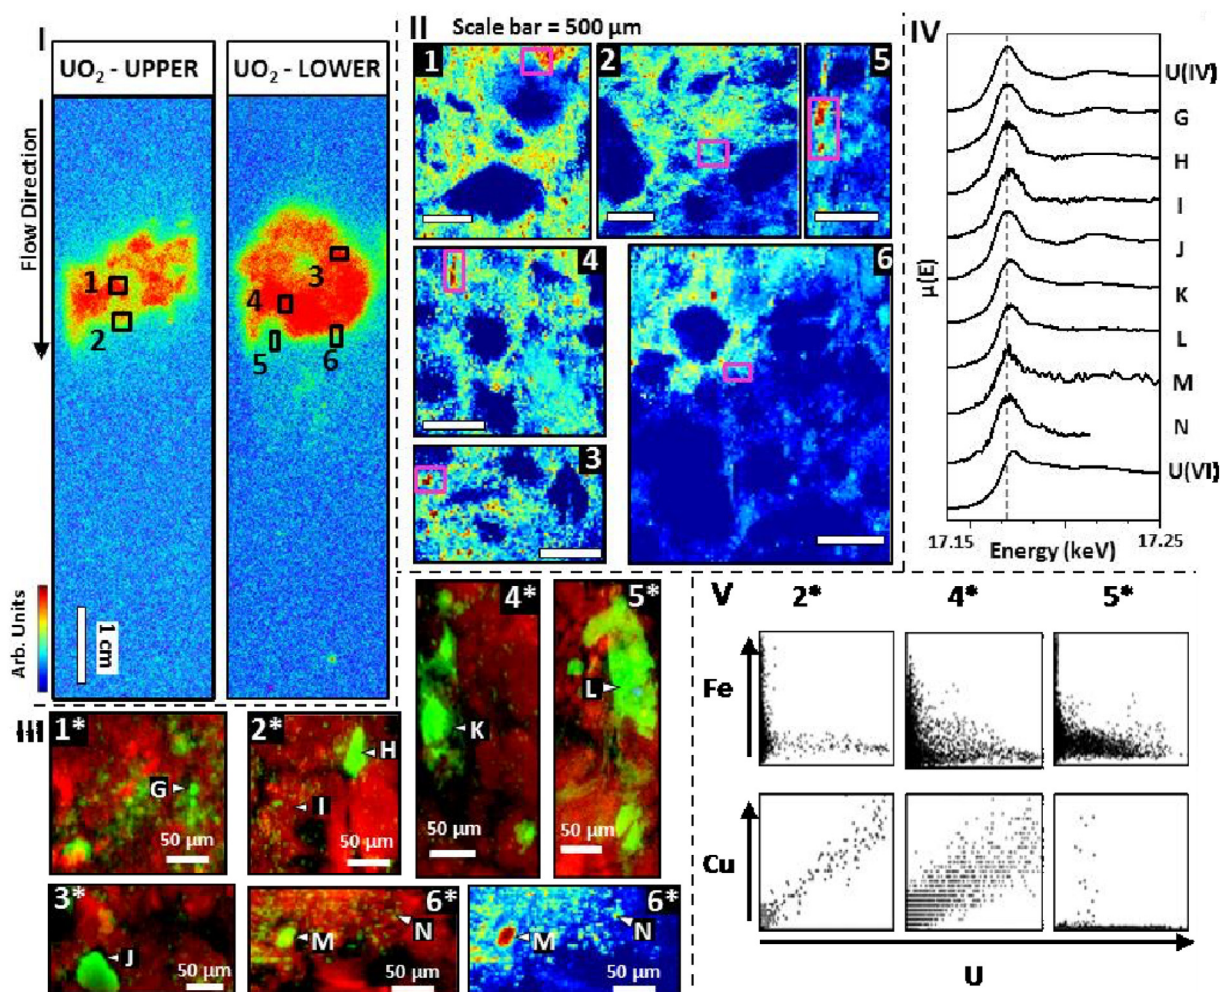 I
UO₂ - UPPER
UO₂ - LOWER
Flow Direction
1
2
3
4
5
6
Arb. Units
1 cm
II
Scale bar = 500 µm
1
2
5
4
6
3
IV
U(IV)
G
H
I
J
K
L
M
N
U(VI)
µ(E)
17.15
Energy (keV)
17.25
III
1*
G
50 µm
2*
H
I
50 µm
4*
K
50 µm
5*
L
50 µm
3*
J
50 µm
6*
M
N
50 µm
6*
M
N
50 µm
V
2*
4*
5*
Fe
Cu
U